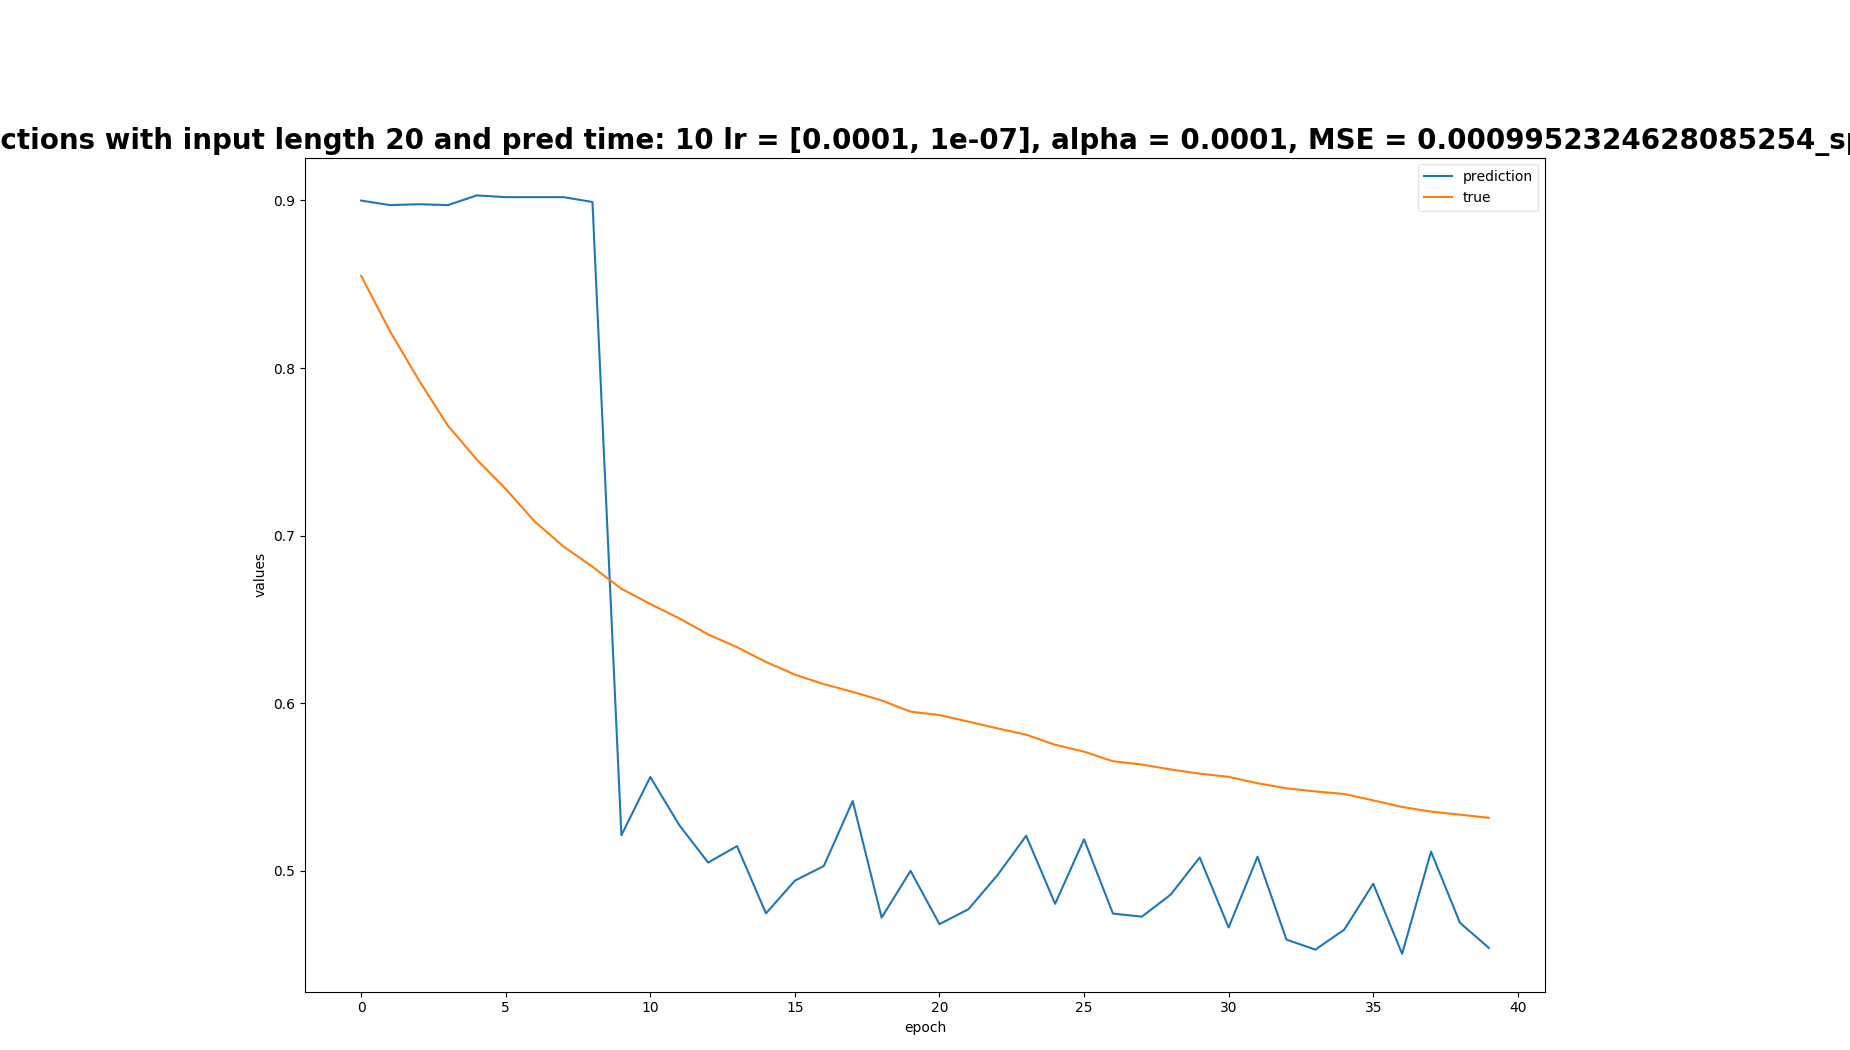 ctions with input length 20 and pred time: 10 lr = [0.0001, 1e-07], alpha = 0.0001, MSE = 0.0009952324628085254_s
prediction
true
0.9
0.8
0.7
0.6
0.5
values
0 5 10 15 20 25 30 35 40
epoch